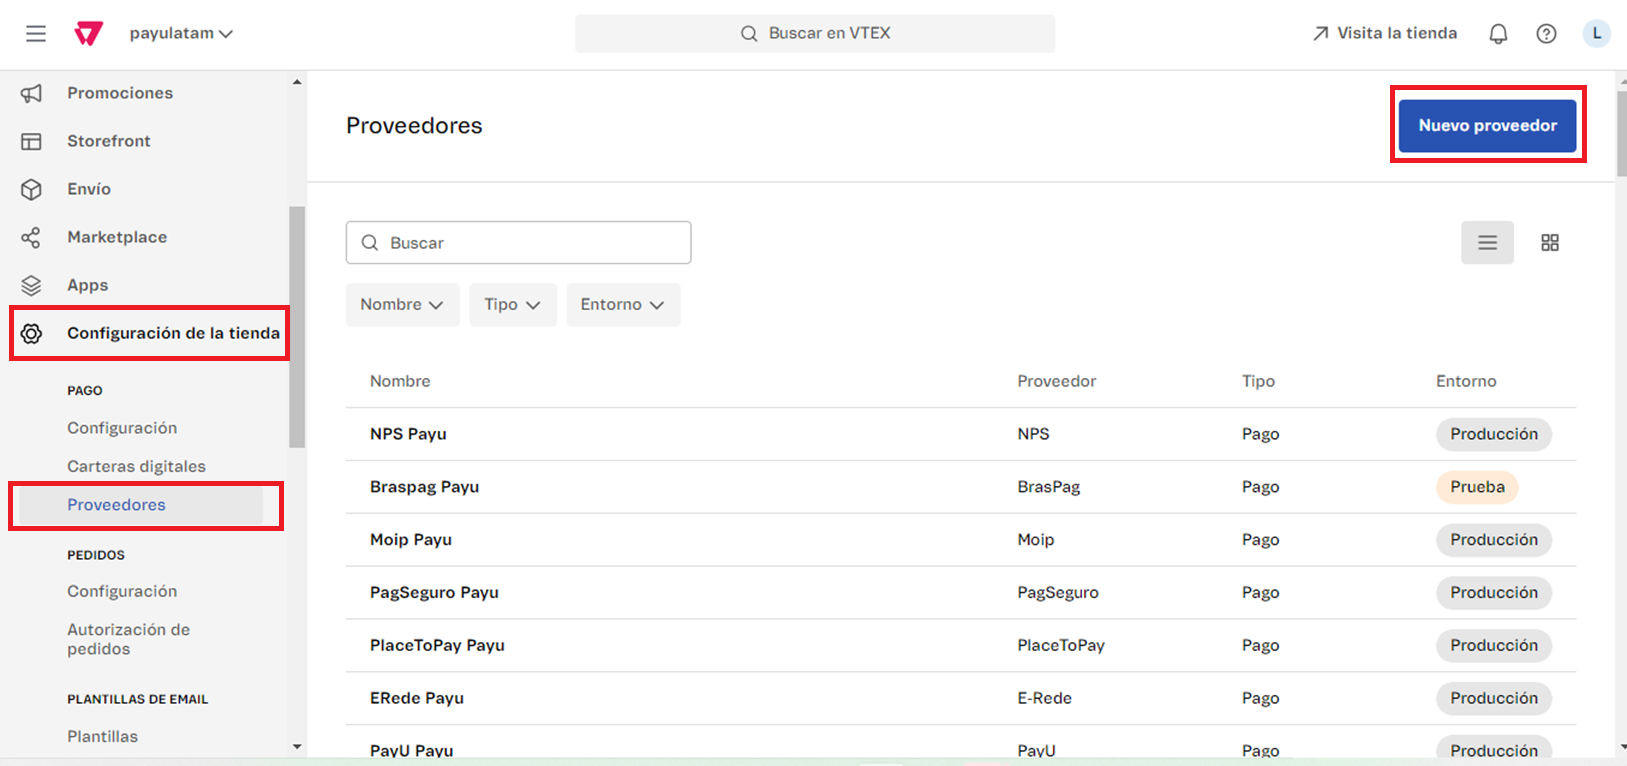 payulatam
Buscar en VTEX
Visita la tienda
L
Promociones
Storefront
Envío
Marketplace
Apps
Configuración de la tienda
PAGO
Configuración
Carteras digitales
Proveedores
PEDIDOS
Configuración
Autorización de
pedidos
PLANTILLAS DE EMAIL
Plantillas
Proveedores
Nuevo proveedor
Buscar
Nombre Tipo Entorno
Nombre Proveedor Tipo Entorno
NPS Payu NPS Pago Producción
Braspag Payu BrasPag Pago Prueba
Moip Payu Moip Pago Producción
PagSeguro Payu PagSeguro Pago Producción
PlaceToPay Payu PlaceToPay Pago Producción
ERede Payu E-Rede Pago Producción
PayU Payu PayU Pago Producción